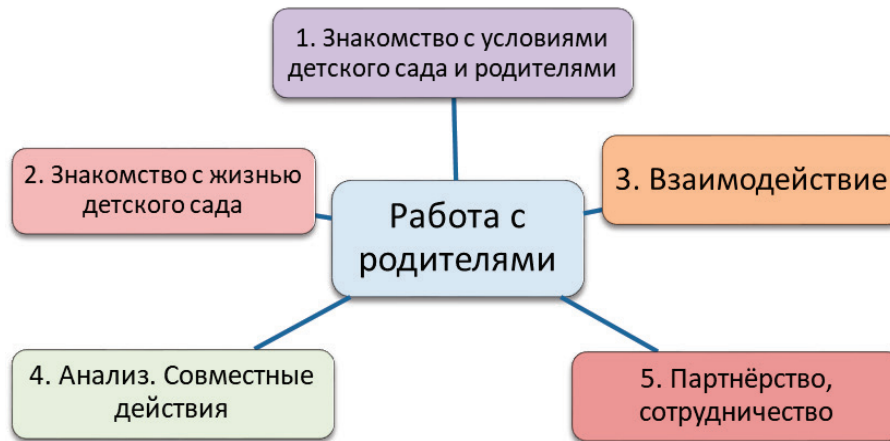 1. Знакомство с условиями
детского сада и родителями
2. Знакомство с жизнью
детского сада
3. Взаимодействие
Работа с
родителями
4. Анализ. Совместные
действия
5. Партнёрство,
сотрудничество